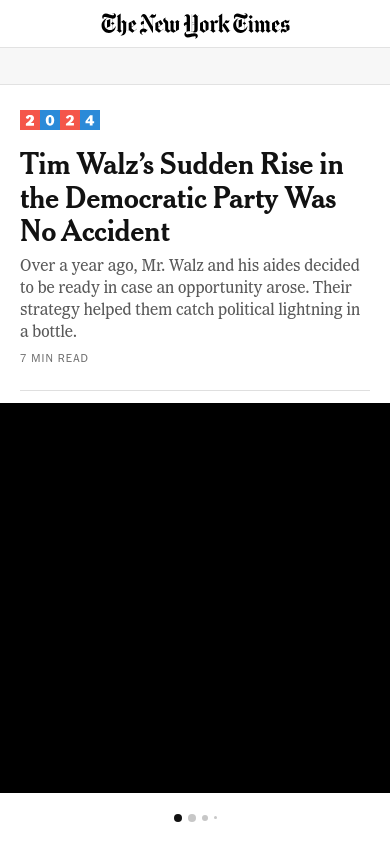 The New York Times
2024
Tim Walz’s Sudden Rise in
the Democratic Party Was
No Accident
Over a year ago, Mr. Walz and his aides decided
to be ready in case an opportunity arose. Their
strategy helped them catch political lightning in
a bottle.
7 MIN READ